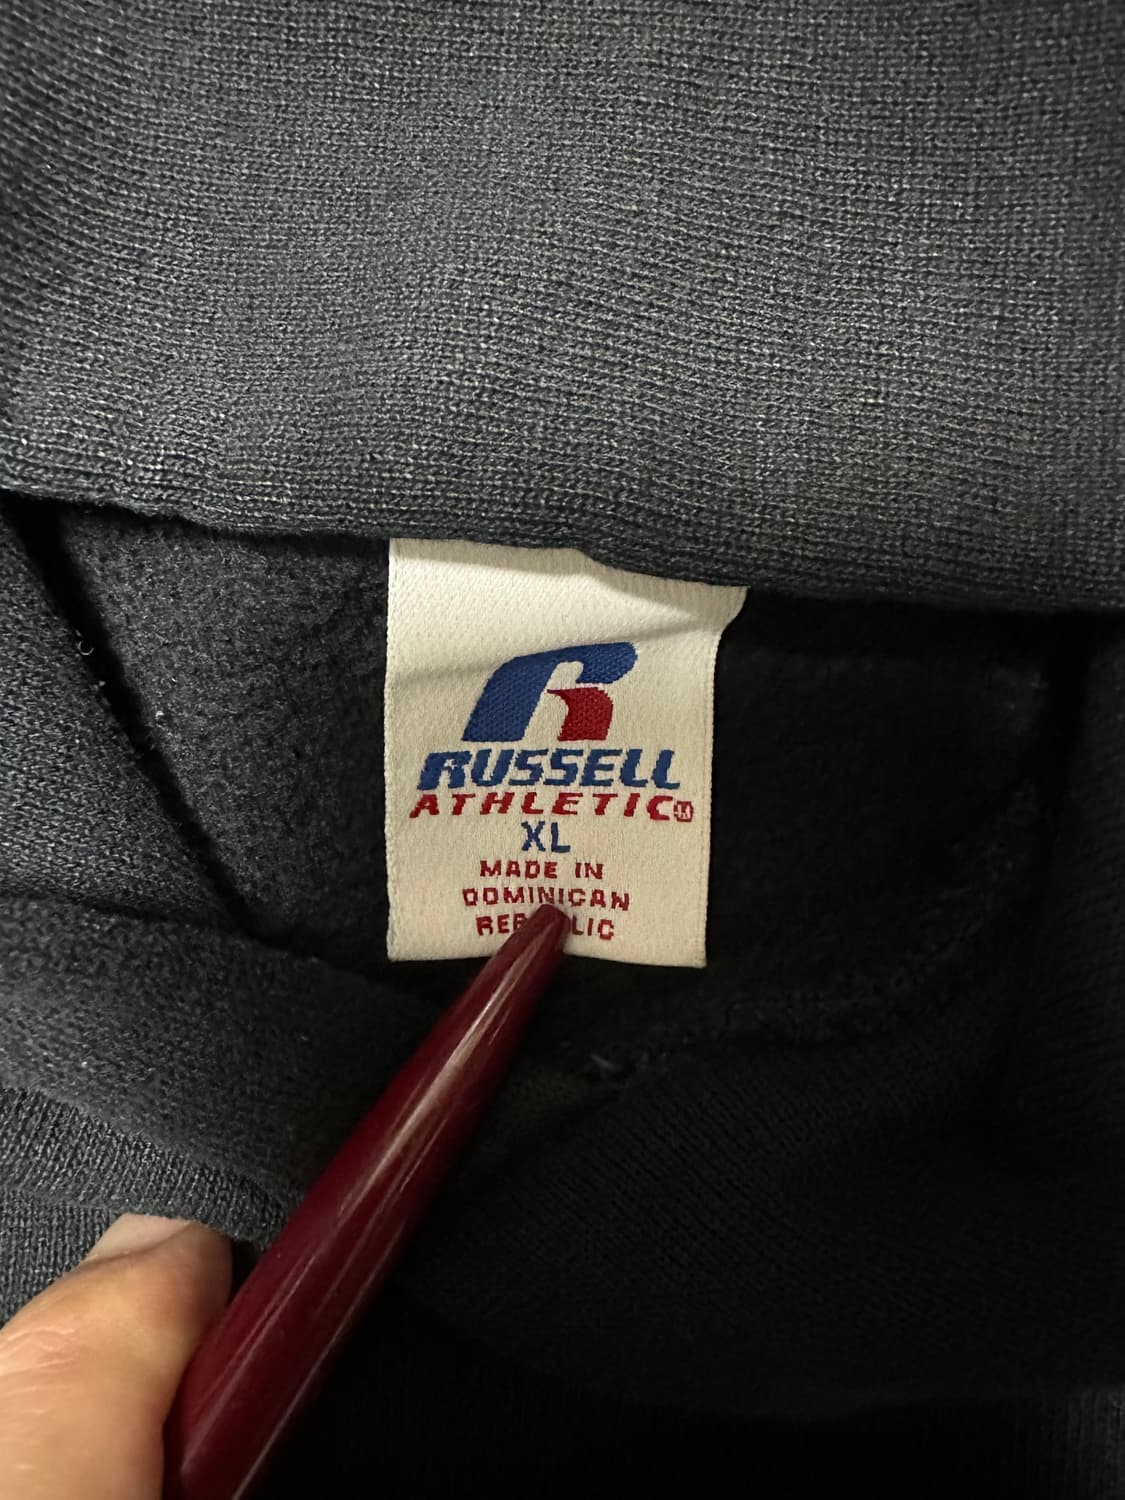 RUSSELL
ATHLETIC®
XL
MADE IN
DOMINICAN